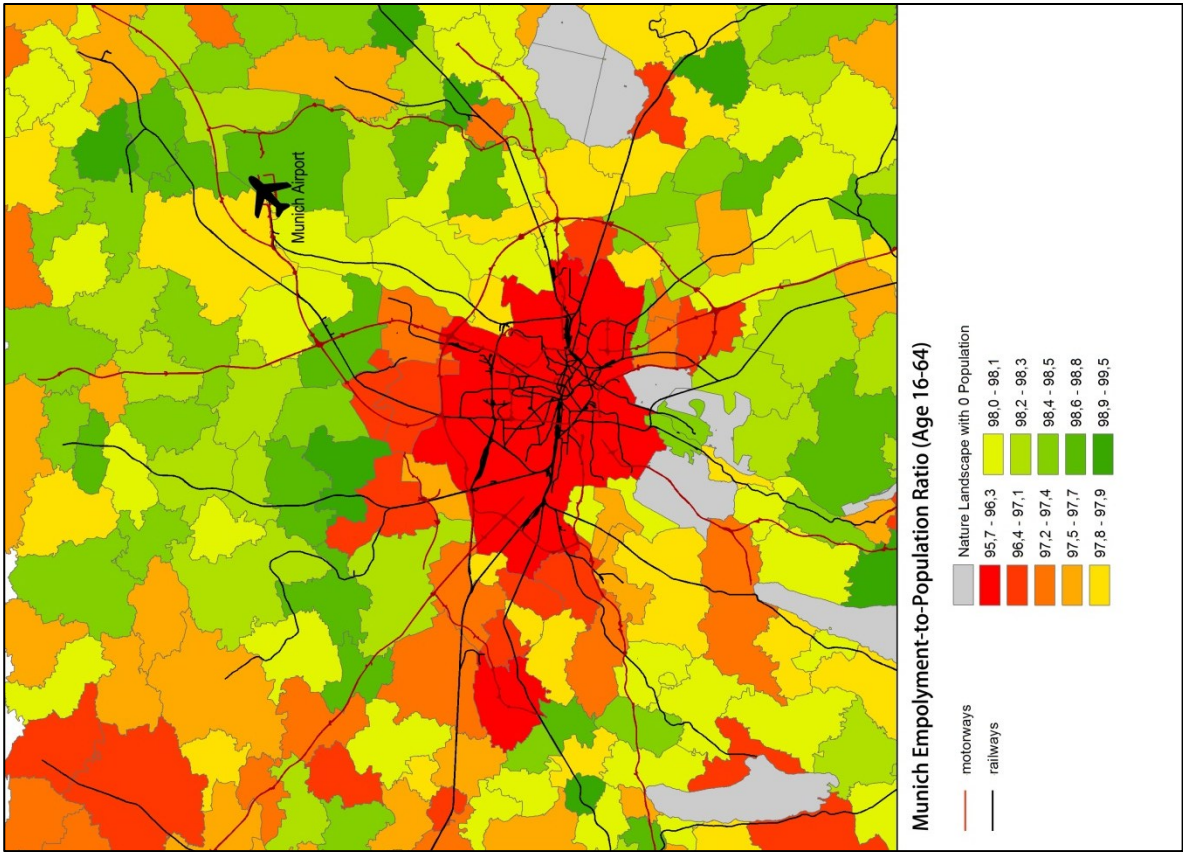 Munich Airport
Munich Empolyment-to-Population Ratio (Age 16-64)
motorways
railways
Nature Landscape with 0 Population
95,7 - 96,3
96,4 - 97,1
97,2 - 97,4
97,5 - 97,7
97,8 - 97,9
98,0 - 98,1
98,2 - 98,3
98,4 - 98,5
98,6 - 98,8
98,9 - 99,5